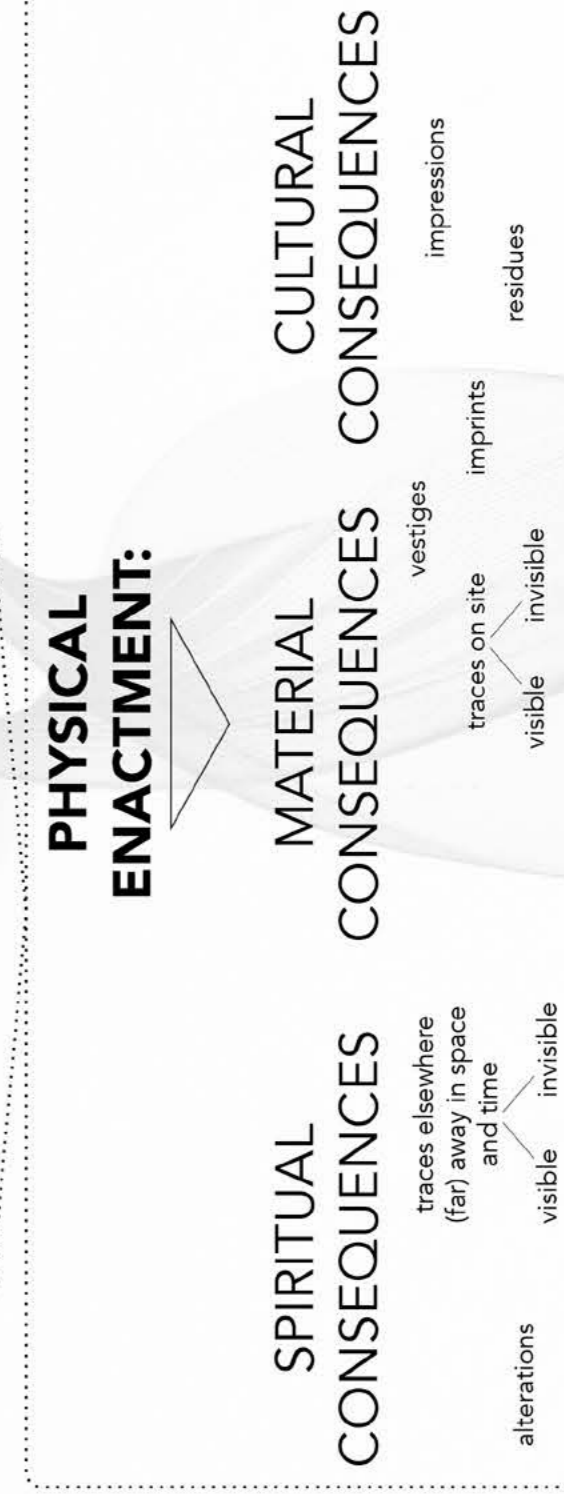 PHYSICAL
ENACTMENT:
SPIRITUAL
CONSEQUENCES
MATERIAL
CONSEQUENCES
CULTURAL
CONSEQUENCES
alterations
traces elsewhere
(far) away in space
and time
visible
invisible
vestiges
traces on site
visible
invisible
imprints
impressions
residues